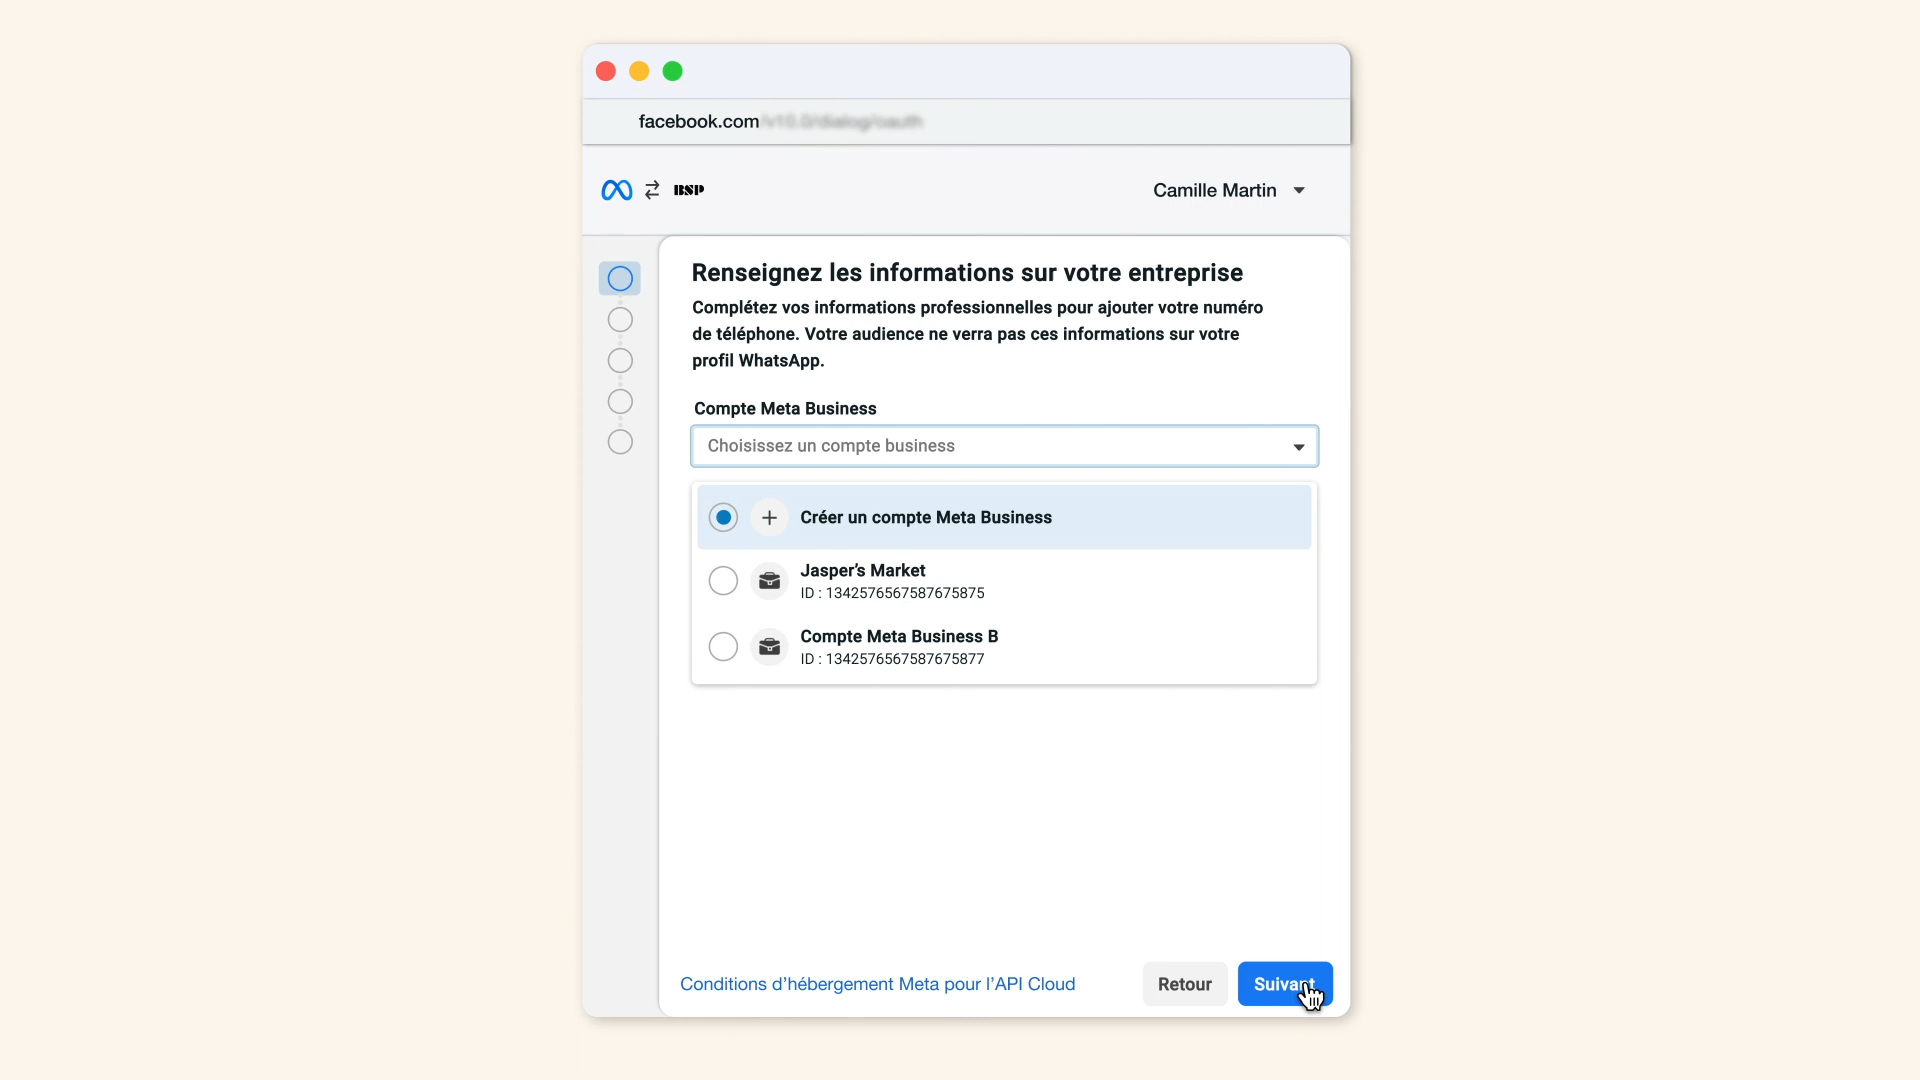 facebook.com
BSP
Camille Martin
Renseignez les informations sur votre entreprise
Complétez vos informations professionnelles pour ajouter votre numéro
de téléphone. Votre audience ne verra pas ces informations sur votre
profil WhatsApp.
Compte Meta Business
Choisissez un compte business
Créer un compte Meta Business
Jasper’s Market
ID : 1342576567587675875
Compte Meta Business B
ID : 1342576567587675877
Conditions d’hébergement Meta pour l’API Cloud
Retour
Suivant